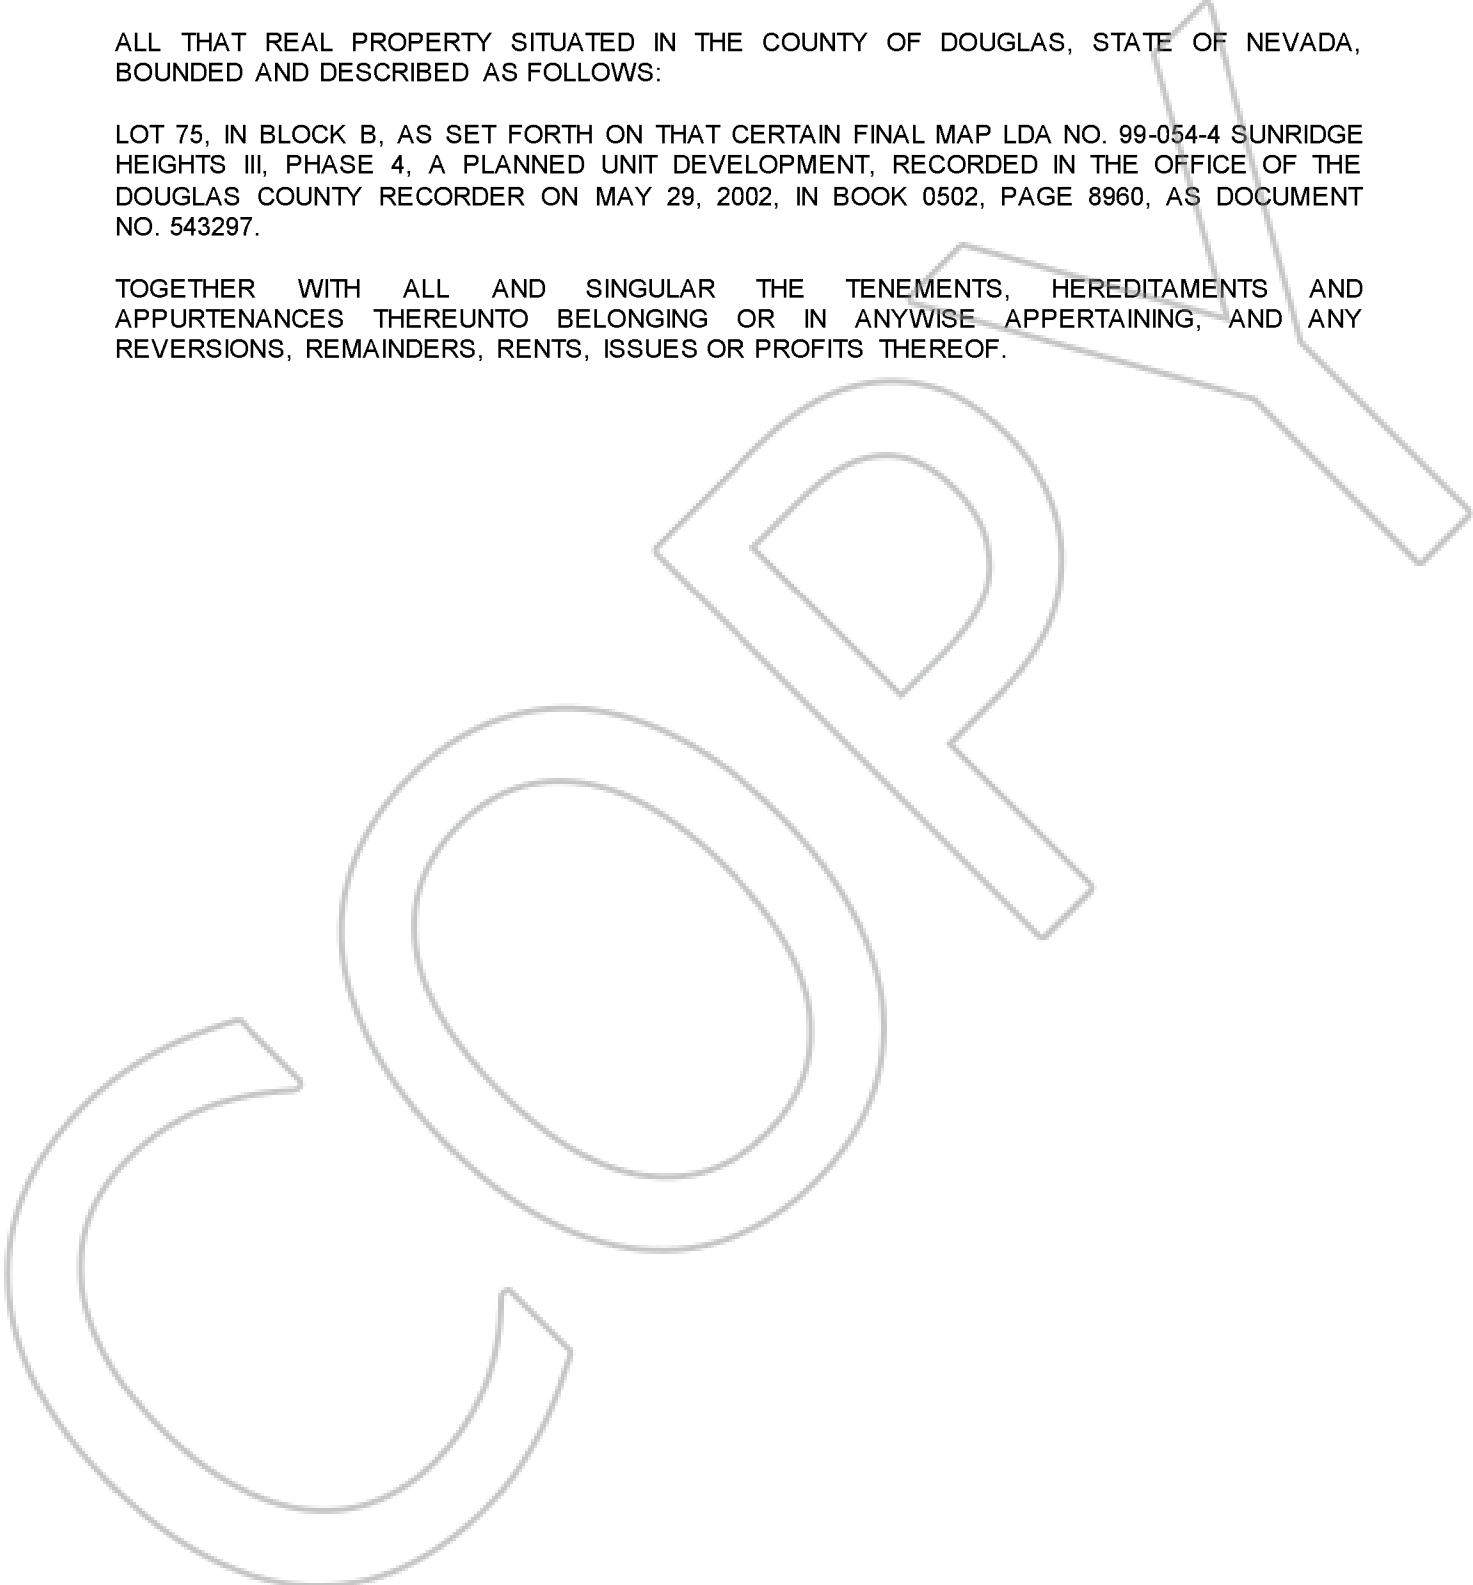 ALL THAT REAL PROPERTY SITUATED IN THE COUNTY OF DOUGLAS, STATE OF NEVADA,
BOUNDED AND DESCRIBED AS FOLLOWS:
LOT 75, IN BLOCK B, AS SET FORTH ON THAT CERTAIN FINAL MAP LDA NO. 99-054-4 SUNRIDGE
HEIGHTS III, PHASE 4, A PLANNED UNIT DEVELOPMENT, RECORDED IN THE OFFICE OF THE
DOUGLAS COUNTY RECORDER ON MAY 29, 2002, IN BOOK 0502, PAGE 8960, AS DOCUMENT
NO. 543297.
TOGETHER WITH ALL AND SINGULAR THE TENEMENTS, HEREDITAMENTS AND
APPURTENANCES THEREUNTO BELONGING OR IN ANYWISE APPERTAINING, AND ANY
REVERSIONS, REMAINDERS, RENTS, ISSUES OR PROFITS THEREOF.
COPY